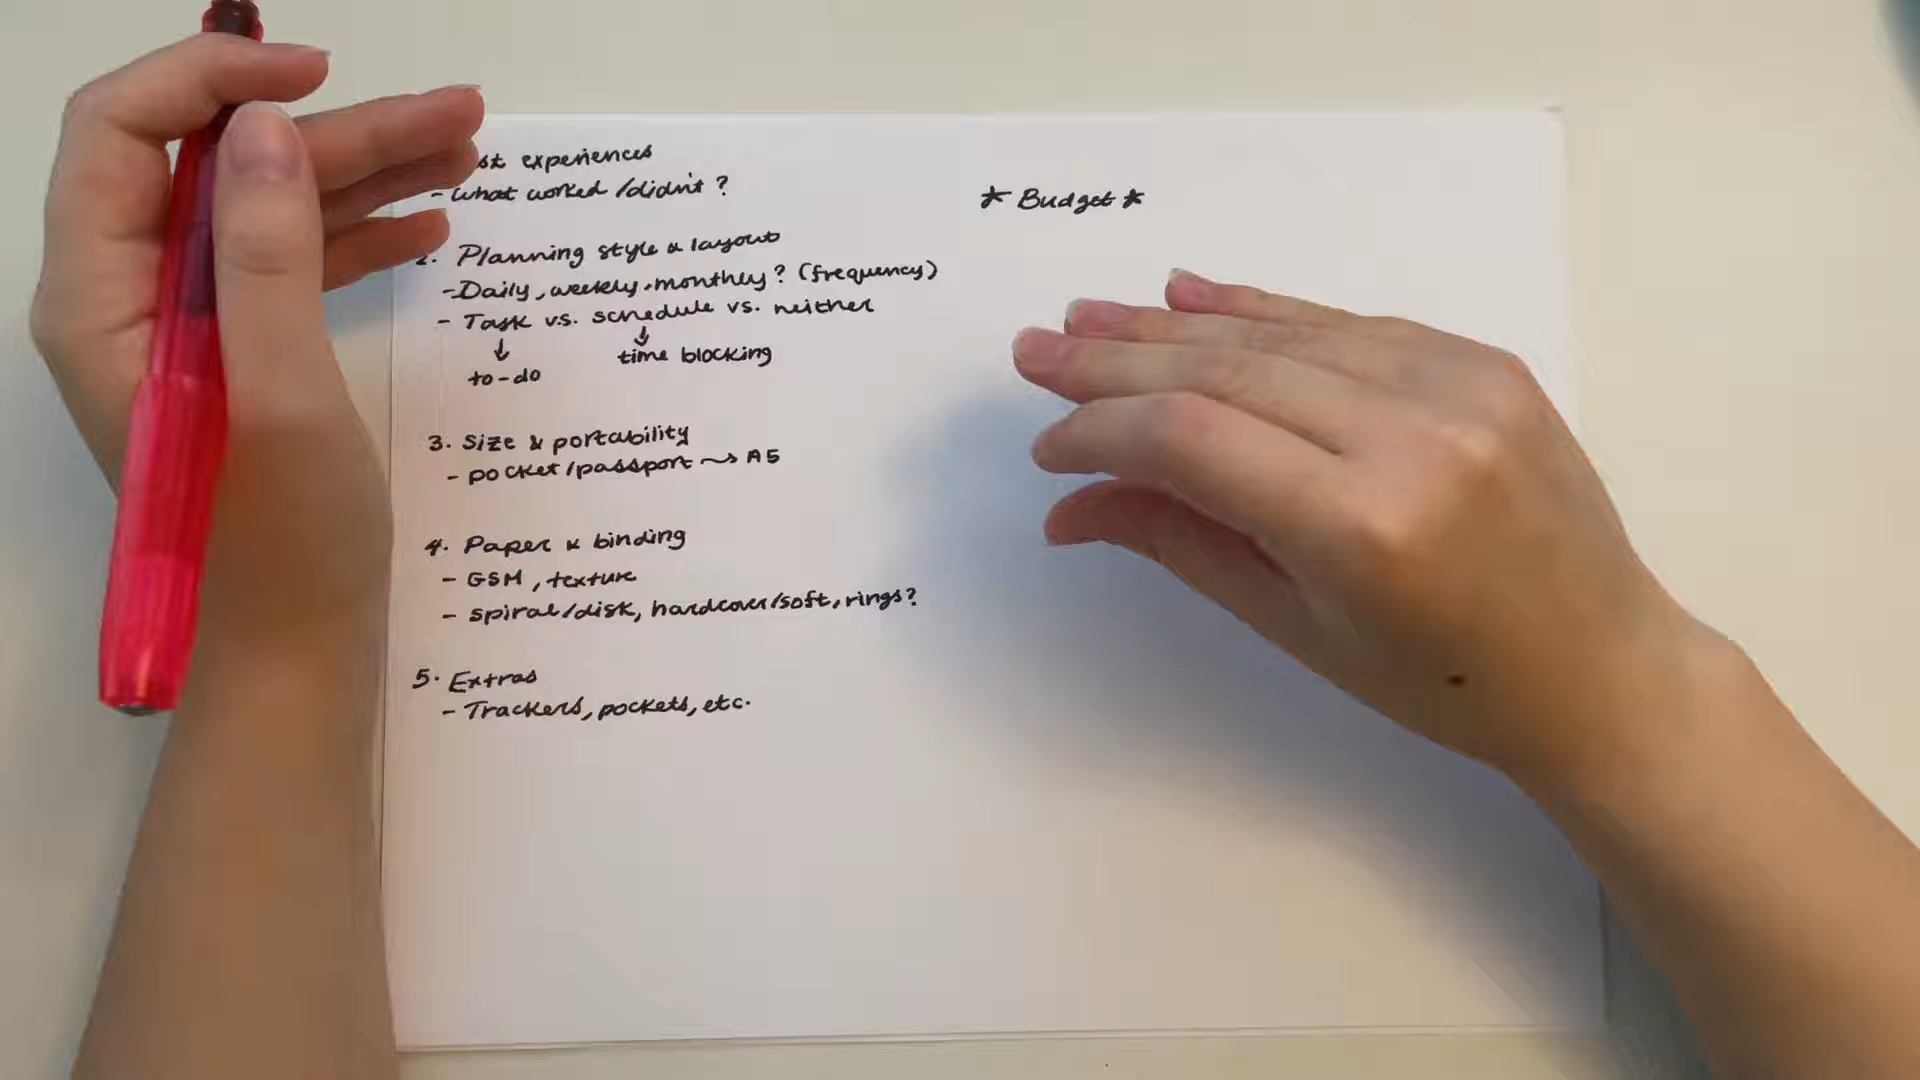 experiences
- what worked /didn't ?
2. Planning style & layout
- Daily, weekly, monthly? (frequency)
- Task v.s. schedule vs. neither
↓ ↓
to-do time blocking
3. Size & portability
- pocket/passport ~> A5
4. Paper & binding
- GSM, texture
- spiral/disk, hardcover/soft, rings?
5. Extras
- Trackers, pockets, etc.
* Budget *